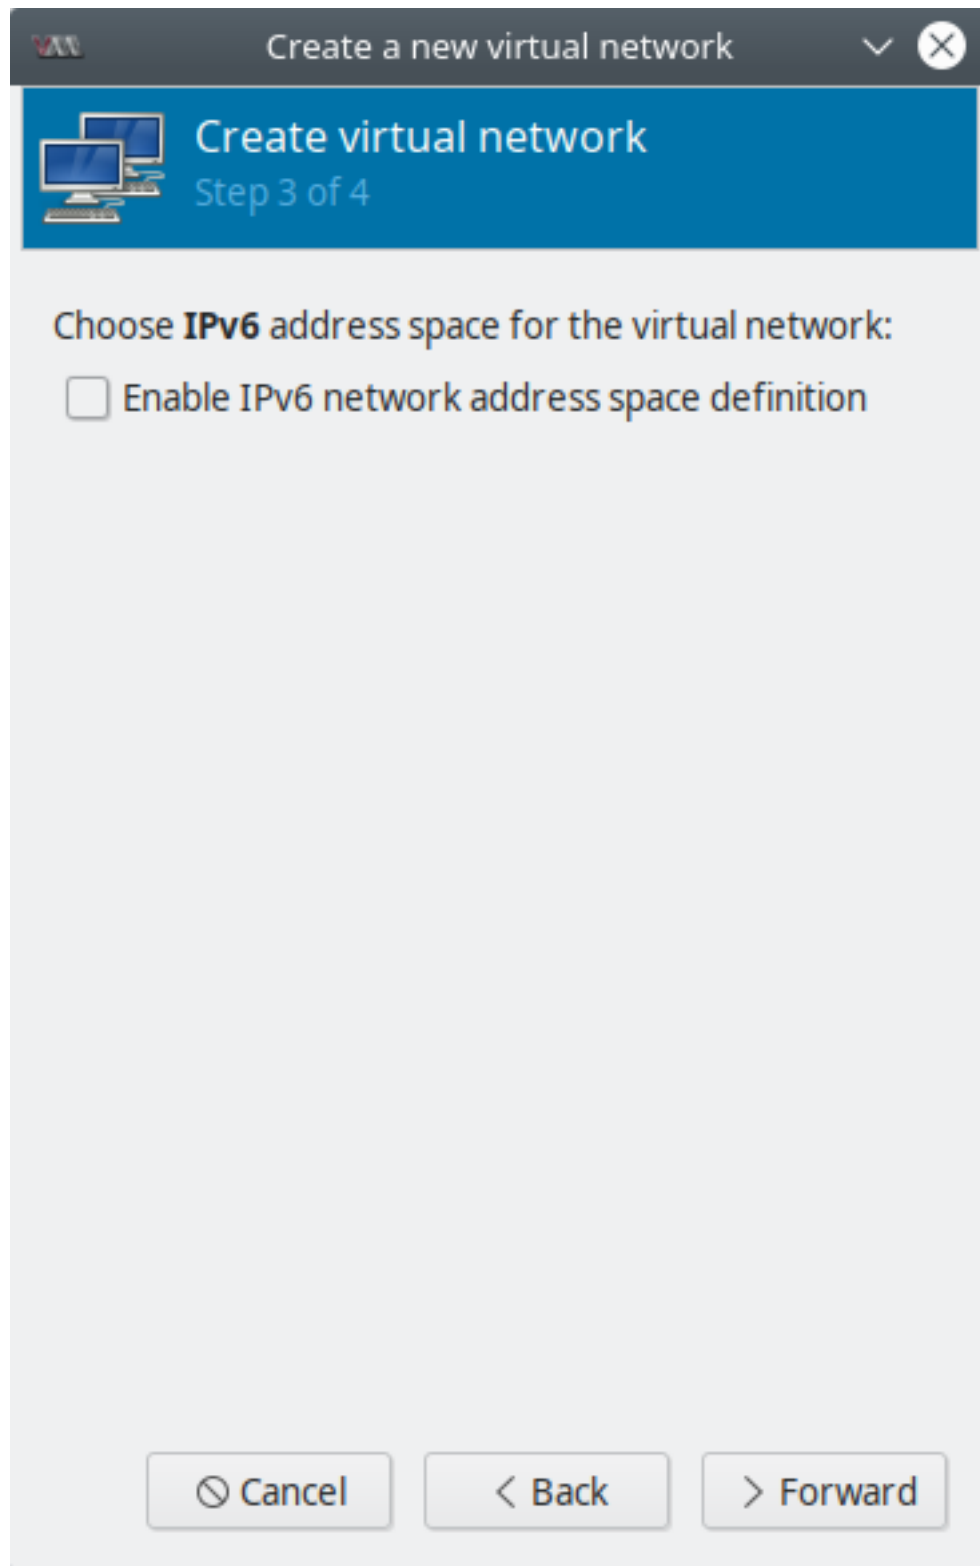 Create a new virtual network
Create virtual network
Step 3 of 4
Choose IPv6 address space for the virtual network:
Enable IPv6 network address space definition
Cancel
Back
Forward